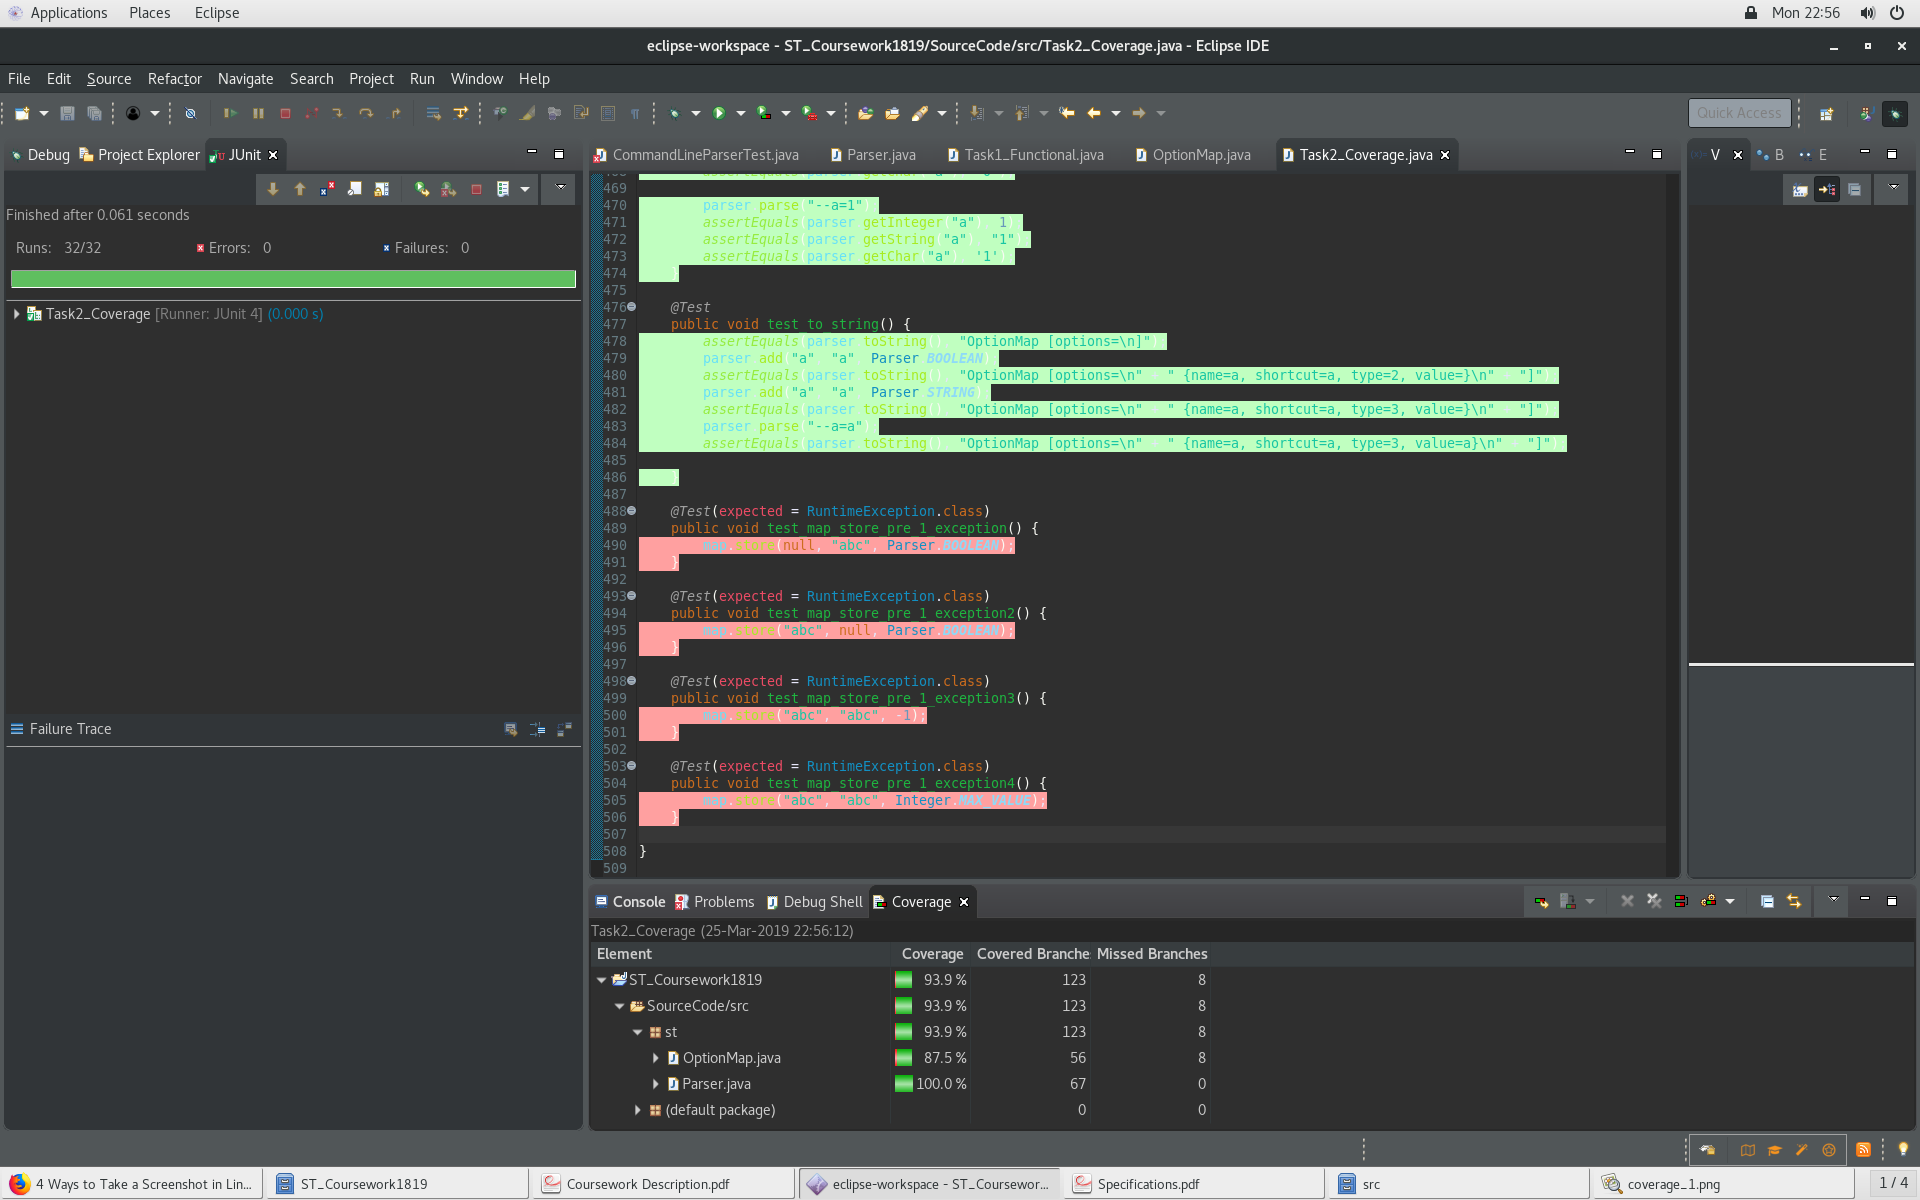 Applications Places Eclipse Mon 22:56
eclipse-workspace - ST_Coursework1819/SourceCode/src/Task2_Coverage.java - Eclipse IDE
File Edit Source Refactor Navigate Search Project Run Window Help
Quick Access
Debug Project Explorer JUnit
CommandLineParserTest.java Parser.java Task1_Functional.java OptionMap.java Task2_Coverage.java
V B E
Finished after 0.061 seconds
Runs: 32/32 Errors: 0 Failures: 0
Task2_Coverage [Runner: JUnit 4] (0.000 s)
Failure Trace
469
470 parser parse("--a=1")
471 assertEquals(parser getInteger("a") 1)
472 assertEquals(parser getString("a") "1")
473 assertEquals(parser getChar("a") '1')
474
475
476 @Test
477 public void test_to_string() {
478 assertEquals(parser toString() "OptionMap [options=\n]")
479 parser add("a" "a" Parser BOOLEAN)
480 assertEquals(parser toString() "OptionMap [options=\n" " {name=a, shortcut=a, type=2, value=}\n" "]")
481 parser add("a" "a" Parser STRING)
482 assertEquals(parser toString() "OptionMap [options=\n" " {name=a, shortcut=a, type=3, value=}\n" "]")
483 parser parse("--a=a")
484 assertEquals(parser toString() "OptionMap [options=\n" " {name=a, shortcut=a, type=3, value=a}\n" "]")
485
486
487
488 @Test(expected = RuntimeException.class)
489 public void test_map_store_pre_1_exception() {
490 map.store(null, "abc", Parser.BOOLEAN);
491 }
492
493 @Test(expected = RuntimeException.class)
494 public void test_map_store_pre_1_exception2() {
495 map.store("abc", null, Parser.BOOLEAN);
496 }
497
498 @Test(expected = RuntimeException.class)
499 public void test_map_store_pre_1_exception3() {
500 map.store("abc", "abc", -1);
501 }
502
503 @Test(expected = RuntimeException.class)
504 public void test_map_store_pre_1_exception4() {
505 map.store("abc", "abc", Integer.MAX_VALUE);
506 }
507
508 }
509
Console Problems Debug Shell Coverage
Task2_Coverage (25-Mar-2019 22:56:12)
Element Coverage Covered Branche Missed Branches
ST_Coursework1819 93.9 % 123 8
SourceCode/src 93.9 % 123 8
st 93.9 % 123 8
OptionMap.java 87.5 % 56 8
Parser.java 100.0 % 67 0
(default package) 0 0
4 Ways to Take a Screenshot in Lin... ST_Coursework1819 Coursework Description.pdf eclipse-workspace - ST_Coursewor... Specifications.pdf src coverage_1.png 1 / 4